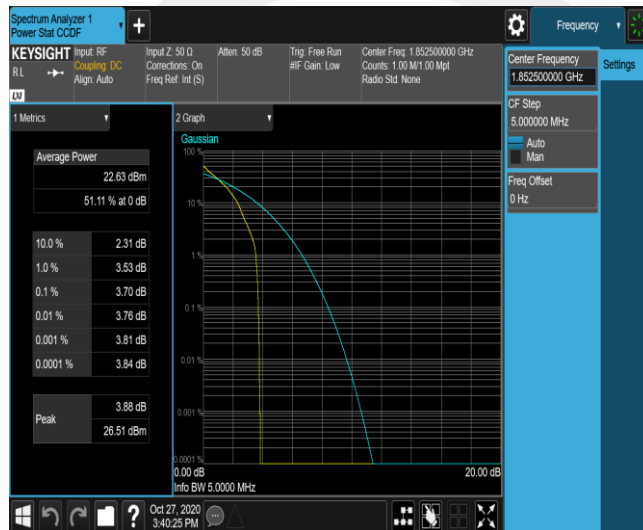 Spectrum Analyzer 1
Power Stat CCDF
Frequency
KEYSIGHT
RL
LXI
Input: RF
Coupling: DC
Align: Auto
Input Z: 50 Ω
Corrections: On
Freq Ref: Int (S)
Atten: 50 dB
Trig: Free Run
#IF Gain: Low
Center Freq: 1.852500000 GHz
Counts: 1.00 M/1.00 Mpt
Radio Std: None
Center Frequency
1.852500000 GHz
Settings
CF Step
5.000000 MHz
Auto
Man
Freq Offset
0 Hz
1 Metrics
Average Power
22.63 dBm
51.11 % at 0 dB
10.0 % 2.31 dB
1.0 % 3.53 dB
0.1 % 3.70 dB
0.01 % 3.76 dB
0.001 % 3.81 dB
0.0001 % 3.84 dB
Peak
3.88 dB
26.51 dBm
2 Graph
Gaussian
100 %
10 %
1 %
0.1 %
0.01 %
0.001 %
0.0001 %
0.00 dB 20.00 dB
Info BW 5.0000 MHz
?
Oct 27, 2020
3:40:25 PM